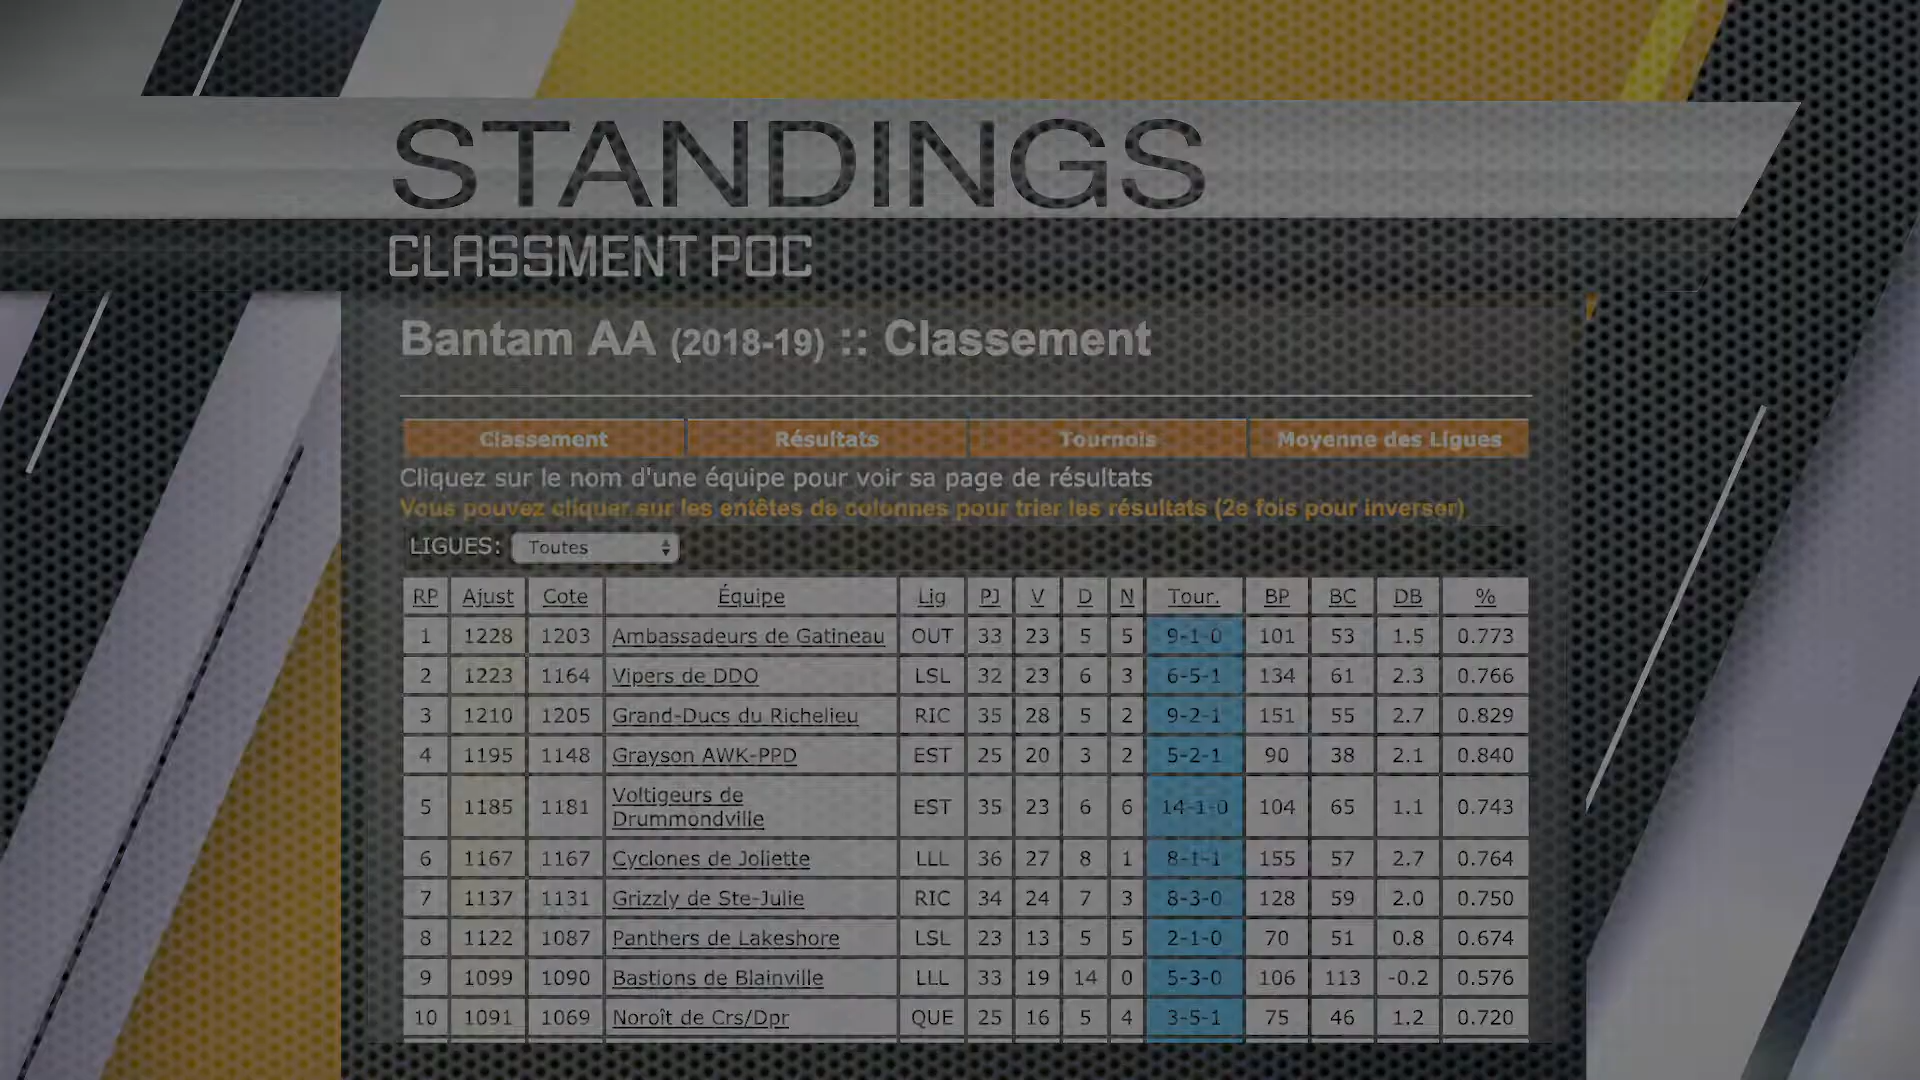 STANDINGS
CLASSMENT POC
Bantam AA (2018-19) :: Classement
Classement Résultats Tournois Moyenne des Ligues
Cliquez sur le nom d'une équipe pour voir sa page de résultats
Vous pouvez cliquer sur les entêtes de colonnes pour trier les résultats (2e fois pour inverser)
LIGUES: Toutes
RP Ajust Cote Équipe Lig PJ V D N Tour. BP BC DB %
1 1228 1203 Ambassadeurs de Gatineau OUT 33 23 5 5 9-1-0 101 53 1.5 0.773
2 1223 1164 Vipers de DDO LSL 32 23 6 3 6-5-1 134 61 2.3 0.766
3 1210 1205 Grand-Ducs du Richelieu RIC 35 28 5 2 9-2-1 151 55 2.7 0.829
4 1195 1148 Grayson AWK-PPD EST 25 20 3 2 5-2-1 90 38 2.1 0.840
5 1185 1181 Voltigeurs de Drummondville EST 35 23 6 6 14-1-0 104 65 1.1 0.743
6 1167 1167 Cyclones de Joliette LLL 36 27 8 1 8-1-1 155 57 2.7 0.764
7 1137 1131 Grizzly de Ste-Julie RIC 34 24 7 3 8-3-0 128 59 2.0 0.750
8 1122 1087 Panthers de Lakeshore LSL 23 13 5 5 2-1-0 70 51 0.8 0.674
9 1099 1090 Bastions de Blainville LLL 33 19 14 0 5-3-0 106 113 -0.2 0.576
10 1091 1069 Noroît de Crs/Dpr QUE 25 16 5 4 3-5-1 75 46 1.2 0.720